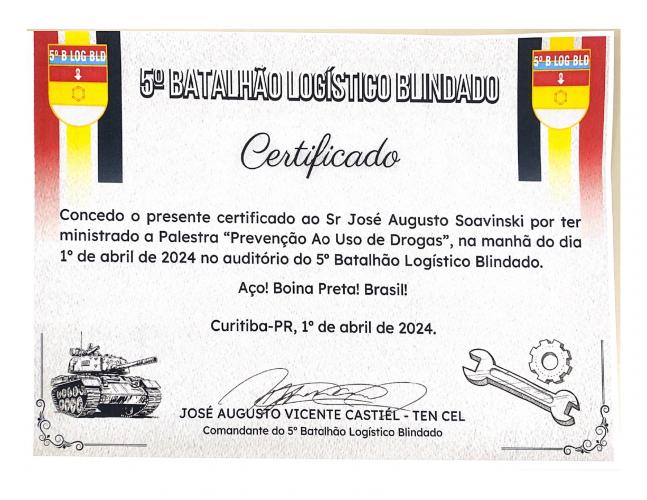 5º B LOG BLD
5º B LOG BLD
5º BATALHÃO LOGÍSTICO BLINDADO
Certificado
Concedo o presente certificado ao Sr José Augusto Soavinski por ter
ministrado a Palestra “Prevenção Ao Uso de Drogas”, na manhã do dia
1º de abril de 2024 no auditório do 5º Batalhão Logístico Blindado.
Aço! Boina Preta! Brasil!
Curitiba-PR, 1º de abril de 2024.
JOSÉ AUGUSTO VICENTE CASTIÉL - TEN CEL
Comandante do 5º Batalhão Logístico Blindado